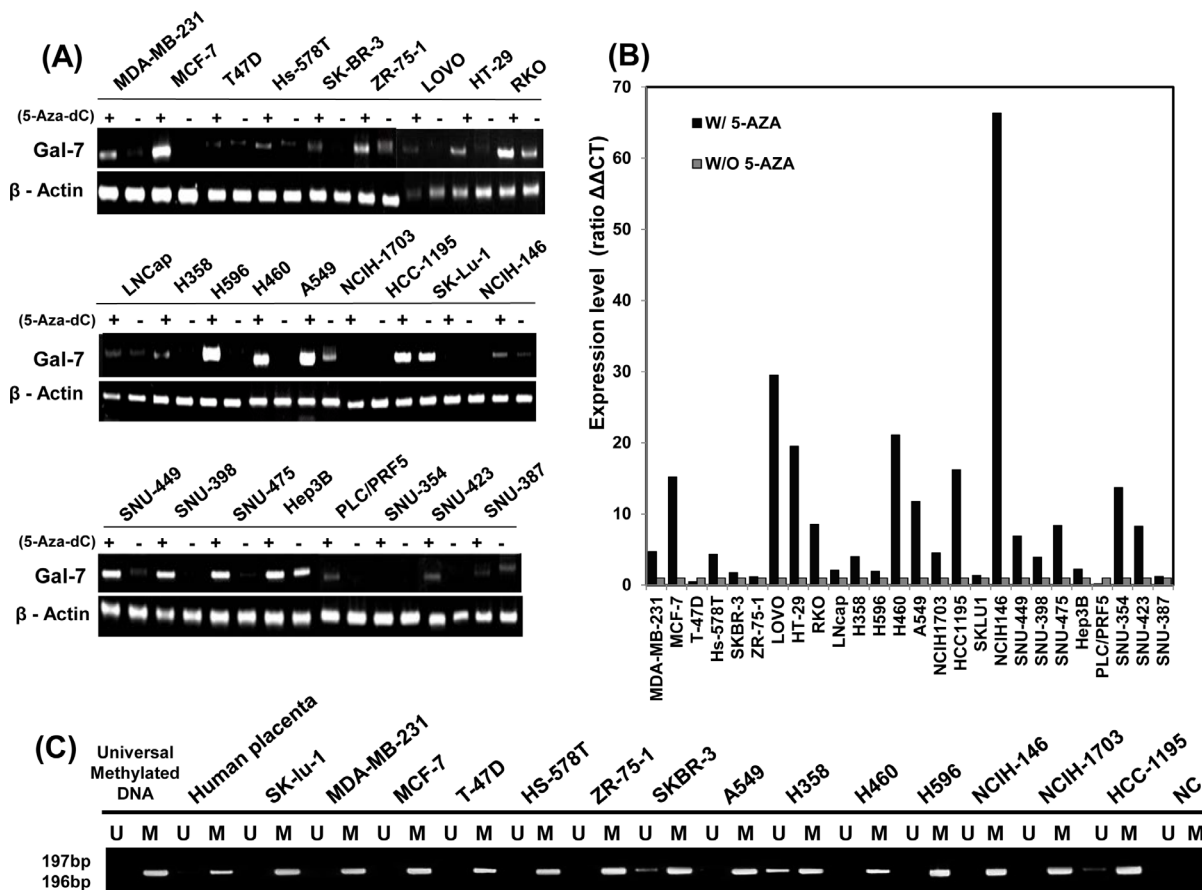 (A)
MDA-MB-231 MCF-7 T47D Hs-578T SK-BR-3 ZR-75-1 LOVO HT-29 RKO
(5-Aza-dC) + - + + - + - + - + - + - + - + -
Gal-7
β - Actin
LNCap H358 H596 H460 A549 NCIH-1703 HCC-1195 SK-Lu-1 NCIH-146
(5-Aza-dC) + - + - + - + - + - + - + - + - + -
Gal-7
β - Actin
SNU-449 SNU-398 SNU-475 Hep3B PLC/PRF5 SNU-354 SNU-423 SNU-387
(5-Aza-dC) + - + - + - + - + - + - + - + -
Gal-7
β - Actin
(B)
Expression level (ratio ΔΔCT)
70
60
50
40
30
20
10
0
W/ 5-AZA
W/O 5-AZA
MDA-MB-231
MCF-7
T-47D
Hs-578T
SKBR-3
ZR-75-1
LOVO
HT-29
RKO
LNcap
H358
H596
H460
A549
NCIH1703
HCC1195
SKLU1
NCIH146
SNU-449
SNU-398
SNU-475
Hep3B
PLC/PRF5
SNU-354
SNU-423
SNU-387
(C)
Universal
Methylated
DNA
Human placenta SK-lu-1 MDA-MB-231 MCF-7 T-47D HS-578T ZR-75-1 SKBR-3 A549 H358 H460 H596 NCIH-146 NCIH-1703 HCC-1195 NC
U M U M U M U M U M U M U M U M U M U M U M U M U M U M U M U M U M
197bp
196bp